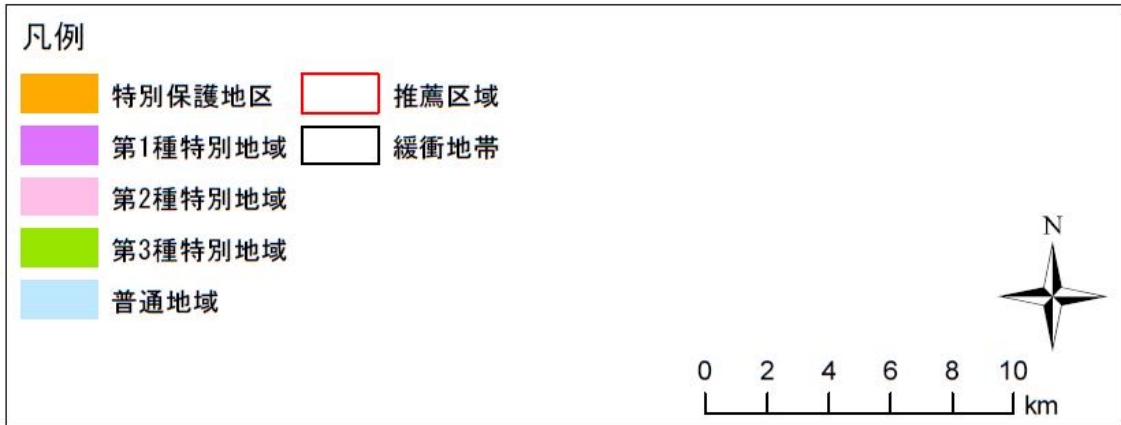 凡例
特別保護地区
第1種特別地域
第2種特別地域
第3種特別地域
普通地域
推薦区域
緩衝地帯
N
0 2 4 6 8 10
km